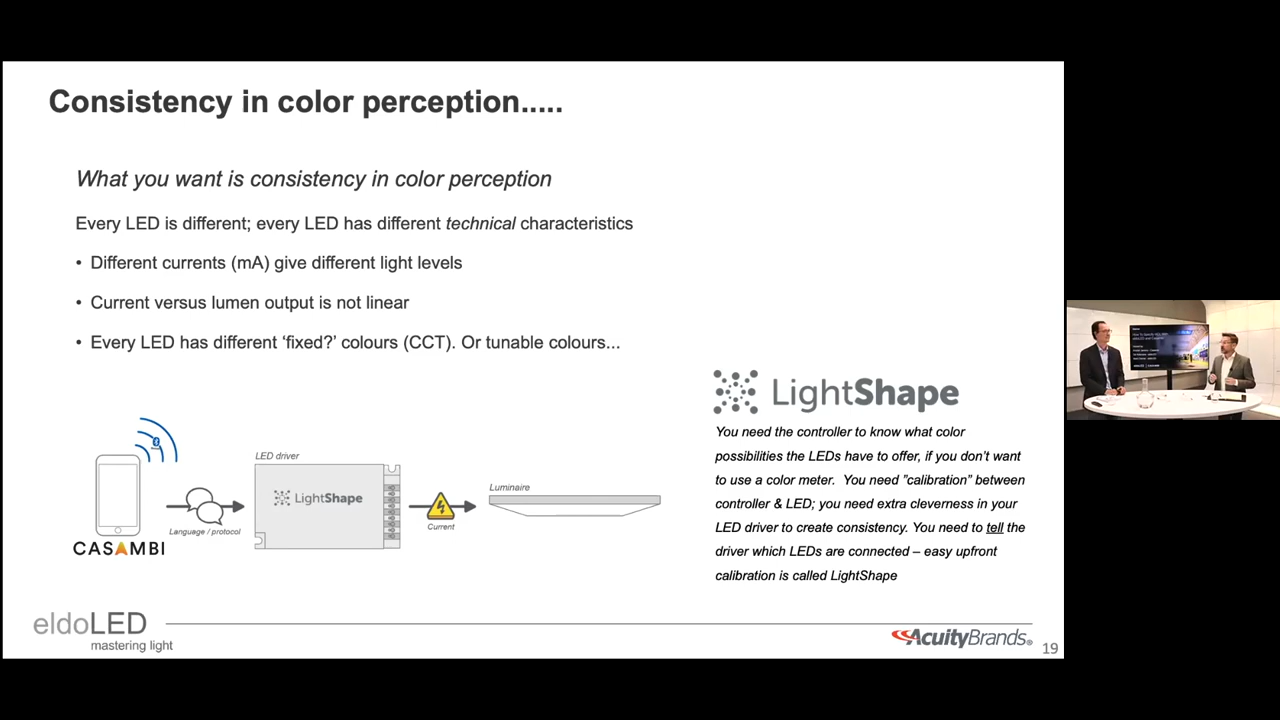 Consistency in color perception.....
What you want is consistency in color perception
Every LED is different; every LED has different technical characteristics
• Different currents (mA) give different light levels
• Current versus lumen output is not linear
• Every LED has different ‘fixed?’ colours (CCT). Or tunable colours...
LightShape
You need the controller to know what color
possibilities the LEDs have to offer, if you don’t want
to use a color meter. You need ”calibration” between
controller & LED; you need extra cleverness in your
LED driver to create consistency. You need to tell the
driver which LEDs are connected – easy upfront
calibration is called LightShape
LED driver
LightShape
Luminaire
Language / protocol
Current
CASAMBI
eldoLED
mastering light
AcuityBrands®
19